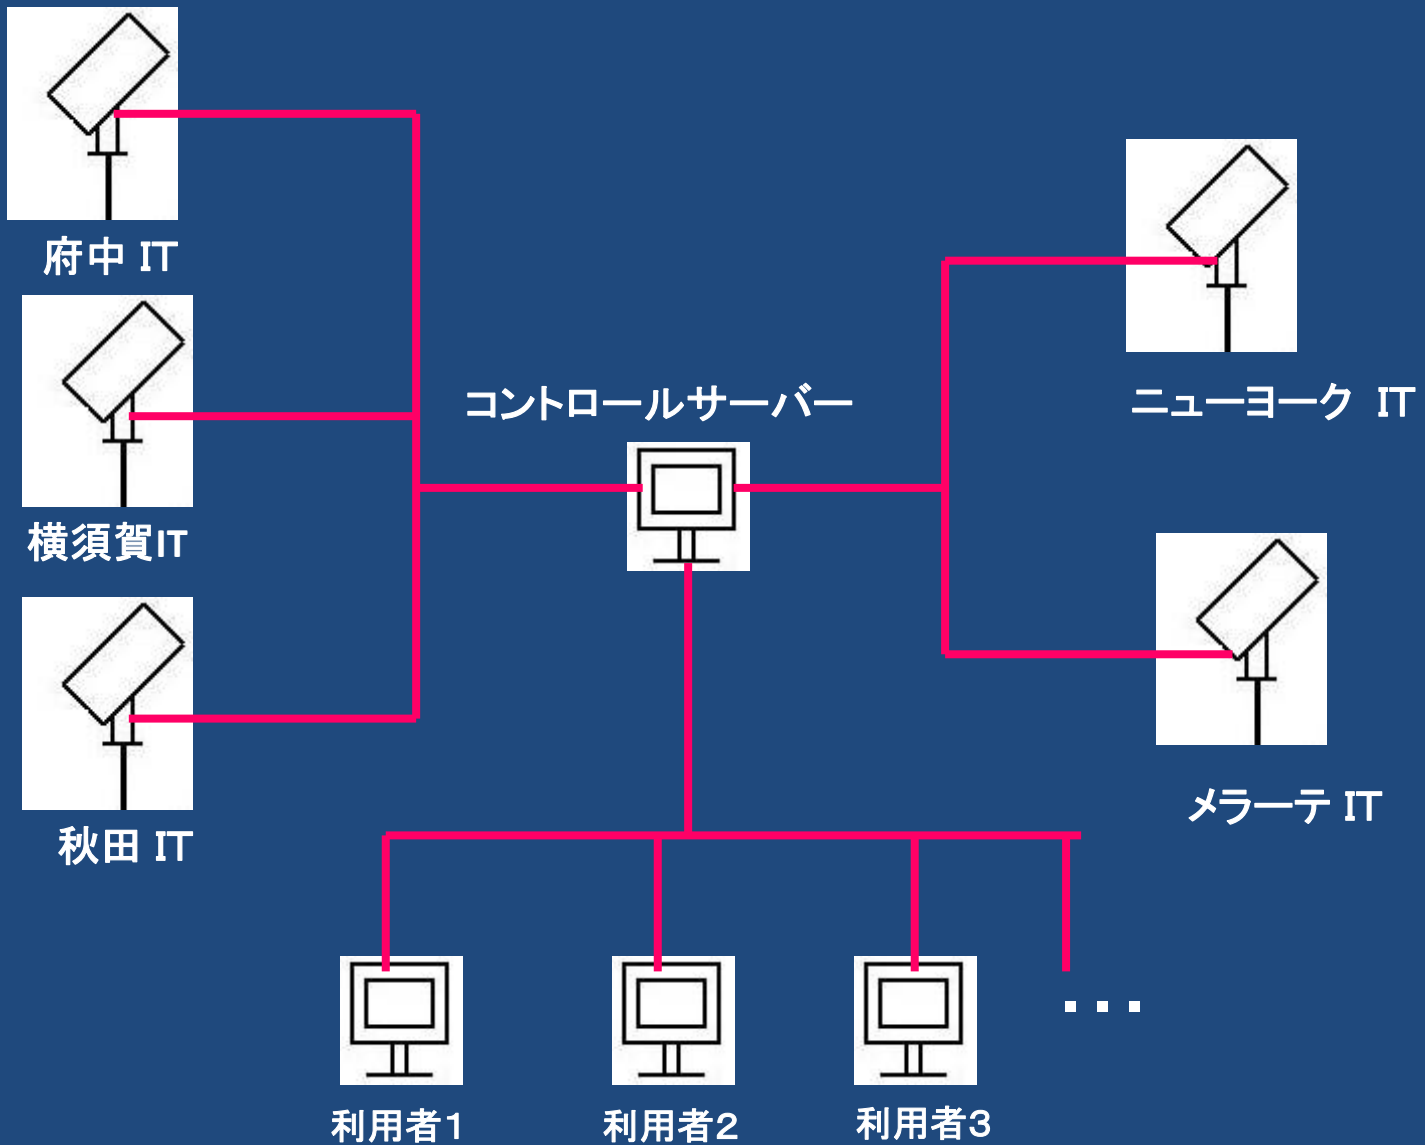 府中 IT
横須賀IT
秋田 IT
コントロールサーバー
ニューヨーク IT
メラーテ IT
利用者1
利用者2
利用者3
...